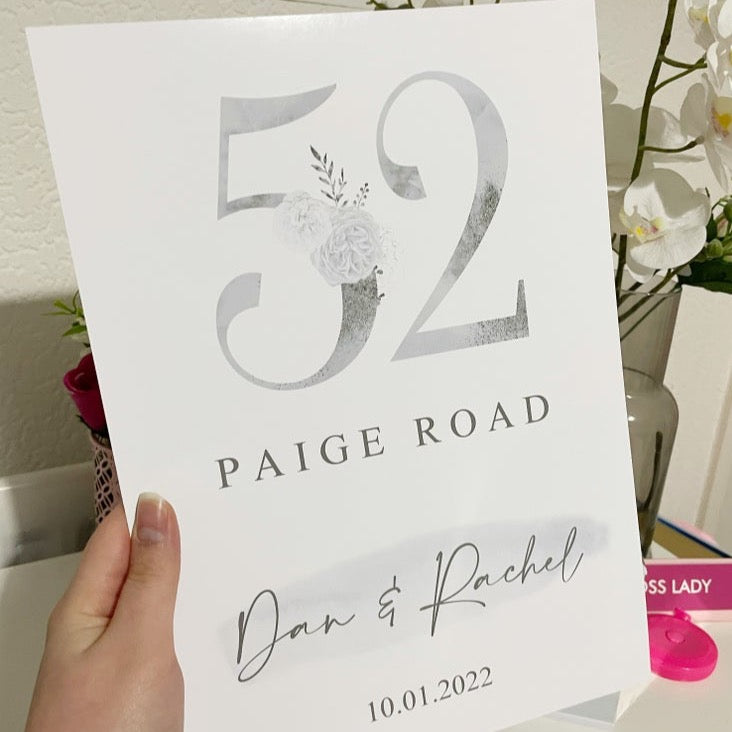 52
PAIGE ROAD
Dan & Rachel
10.01.2022
OSS LADY